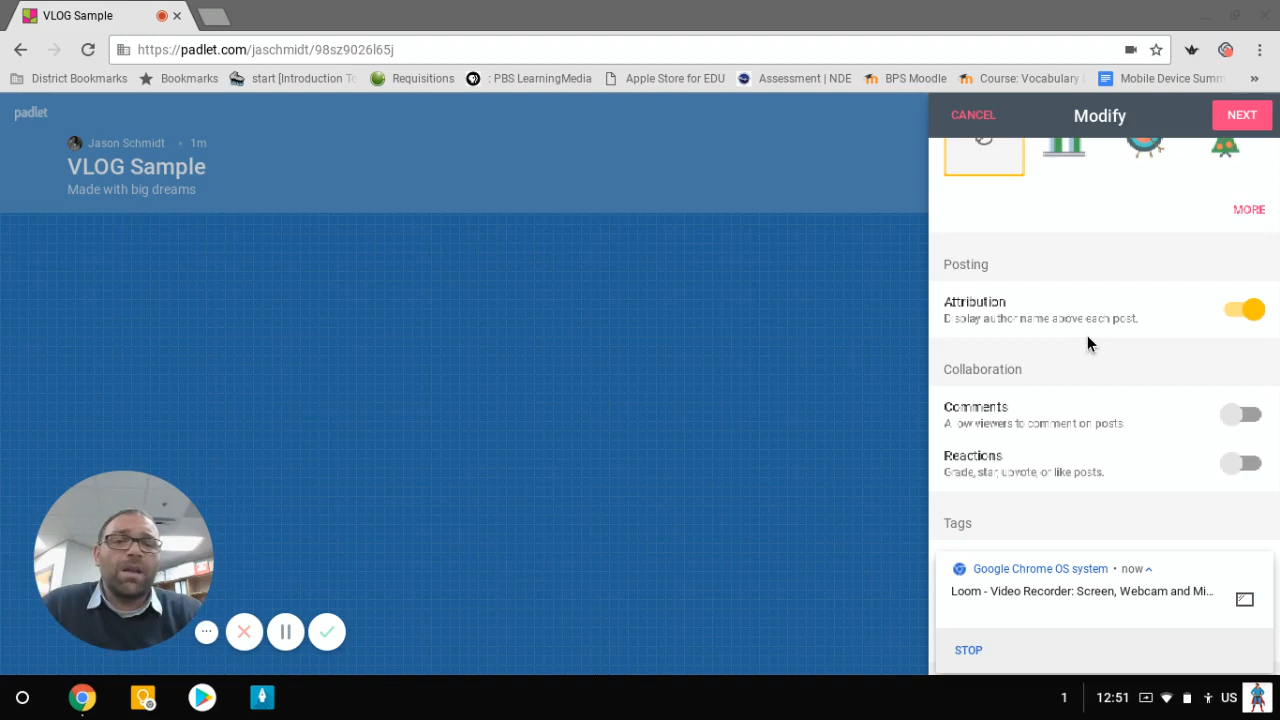 VLOG Sample
https://padlet.com/jaschmidt/98sz9026l65j
District Bookmarks
Bookmarks
start [Introduction To
Requisitions
: PBS LearningMedia
Apple Store for EDU
Assessment | NDE
BPS Moodle
Course: Vocabulary
Mobile Device Summ
»
padlet
Jason Schmidt • 1m
VLOG Sample
Made with big dreams
CANCEL
Modify
NEXT
MORE
Posting
Attribution
Display author name above each post.
Collaboration
Comments
Allow viewers to comment on posts.
Reactions
Grade, star, upvote, or like posts.
Tags
Google Chrome OS system • now
Loom - Video Recorder: Screen, Webcam and Mi...
STOP
1
12:51
US